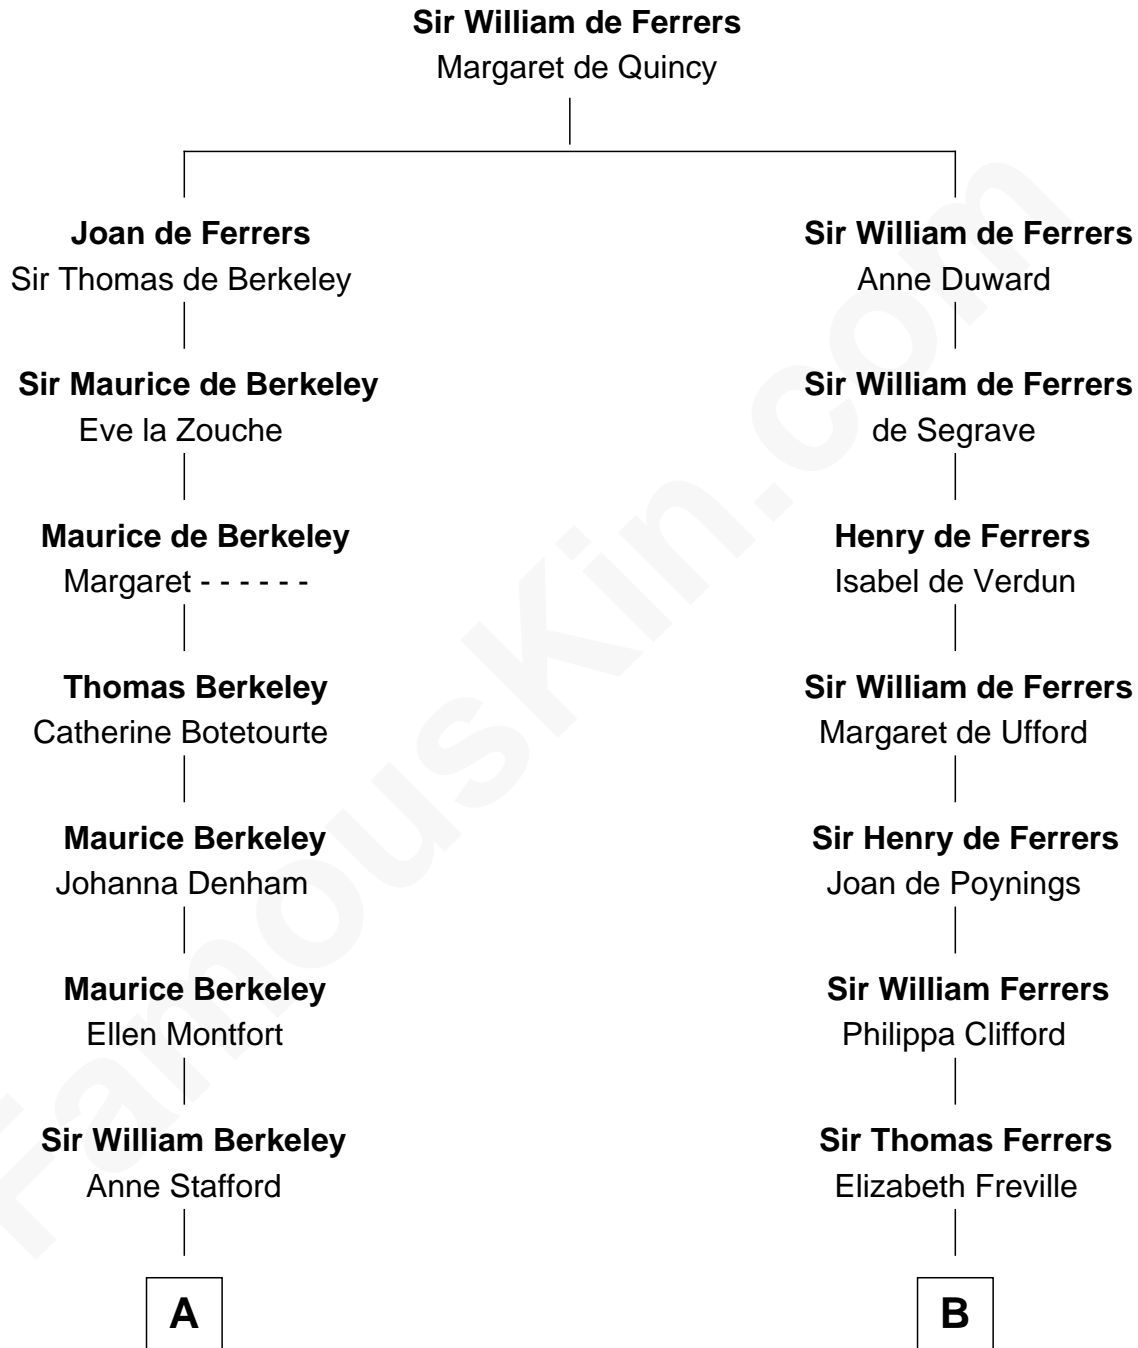 Sir William de Ferrers
Margaret de Quincy
Joan de Ferrers
Sir Thomas de Berkeley
Sir William de Ferrers
Anne Duward
Sir Maurice de Berkeley
Eve la Zouche
Sir William de Ferrers
de Segrave
Maurice de Berkeley
Margaret - - - - - -
Henry de Ferrers
Isabel de Verdun
Thomas Berkeley
Catherine Botetourte
Sir William de Ferrers
Margaret de Ufford
Maurice Berkeley
Johanna Denham
Sir Henry de Ferrers
Joan de Poynings
Maurice Berkeley
Ellen Montfort
Sir William Ferrers
Philippa Clifford
Sir William Berkeley
Anne Stafford
Sir Thomas Ferrers
Elizabeth Freville
A
B
FamousKin.com